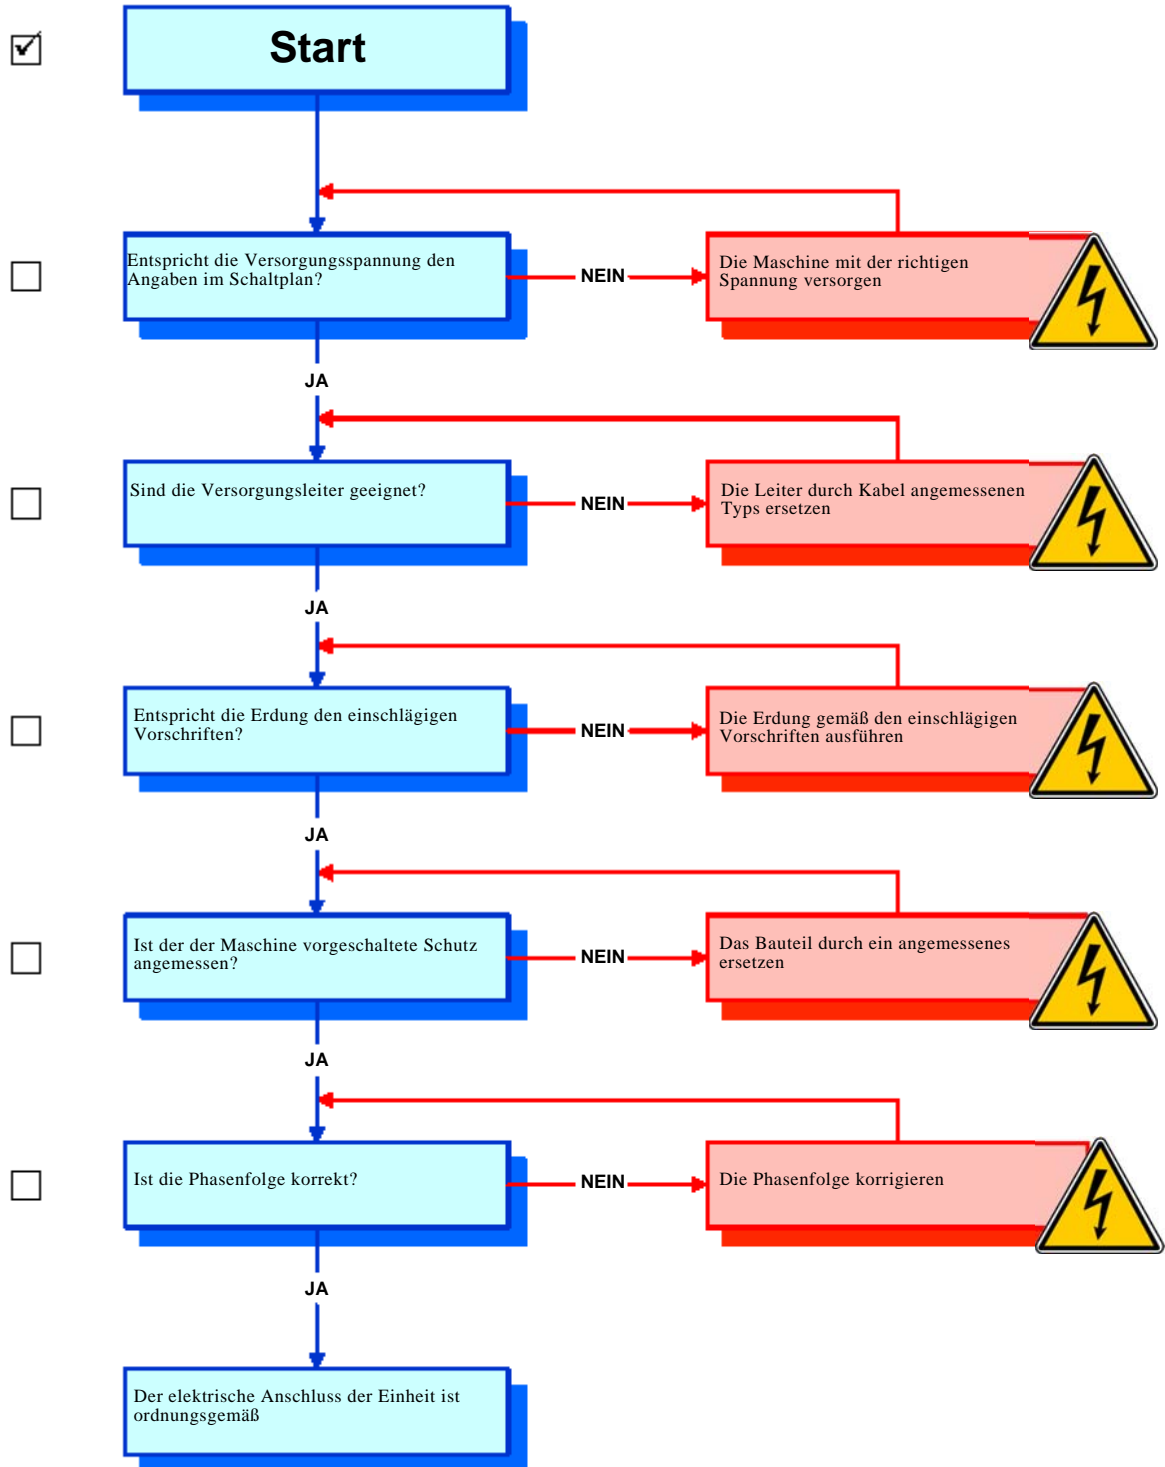 Start
Entspricht die Versorgungsspannung den
Angaben im Schaltplan?
NEIN
Die Maschine mit der richtigen
Spannung versorgen
JA
Sind die Versorgungsleiter geeignet?
NEIN
Die Leiter durch Kabel angemessenen
Typs ersetzen
JA
Entspricht die Erdung den einschlägigen
Vorschriften?
NEIN
Die Erdung gemäß den einschlägigen
Vorschriften ausführen
JA
Ist der der Maschine vorgeschaltete Schutz
angemessen?
NEIN
Das Bauteil durch ein angemessenes
ersetzen
JA
Ist die Phasenfolge korrekt?
NEIN
Die Phasenfolge korrigieren
JA
Der elektrische Anschluss der Einheit ist
ordnungsgemäß